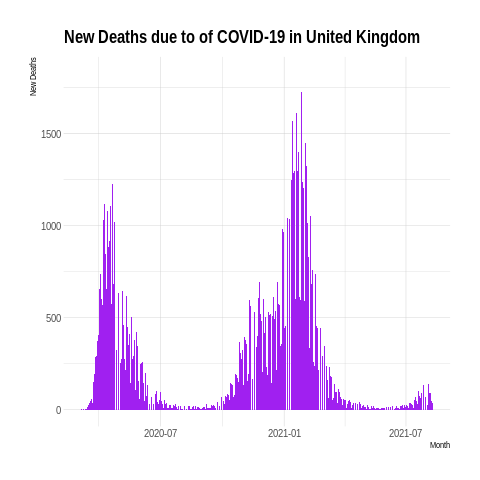 New Deaths due to of COVID-19 in United Kingdom
New Deaths
1500
1000
500
0
2020-07
2021-01
2021-07
Month